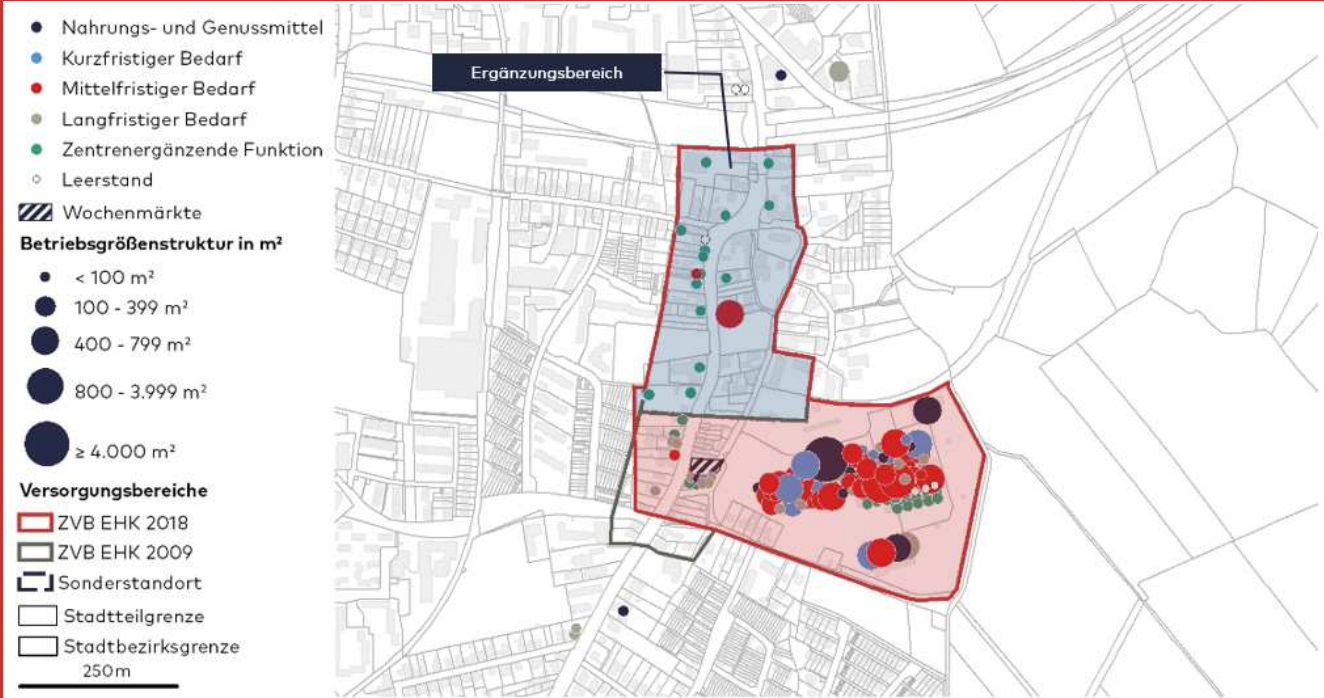 Nahrungs- und Genussmittel
Kurzfristiger Bedarf
Mittelfristiger Bedarf
Langfristiger Bedarf
Zentrenergänzende Funktion
Leerstand
Wochenmärkte
Betriebsgrößenstruktur in m²
< 100 m²
100 - 399 m²
400 - 799 m²
800 - 3.999 m²
≥ 4.000 m²
Versorgungsbereiche
ZVB EHK 2018
ZVB EHK 2009
Sonderstandort
Stadtteilgrenze
Stadtbezirksgrenze
250m
Ergänzungsbereich